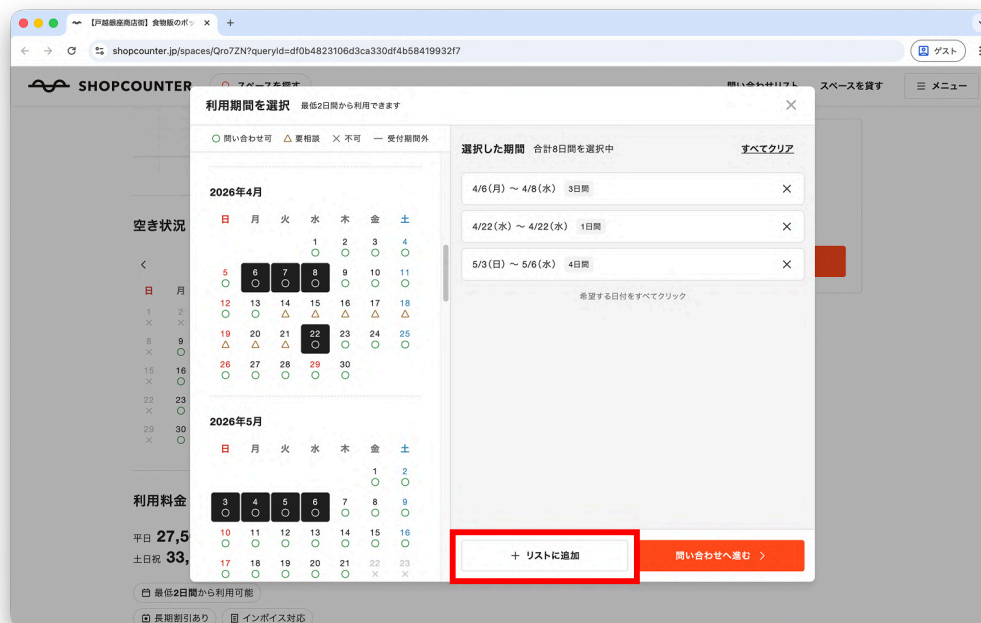 【戸越銀座商店街】食物販のポッ
shopcounter.jp/spaces/Qro7ZN?queryId=df0b4823106d3ca330df4b58419932f7
ゲスト
SHOPCOUNTER
スペースを探す
問い合わせリスト
スペースを貸す
メニュー
利用期間を選択 最低2日間から利用できます
問い合わせ可 要相談 不可 受付期間外
2026年4月
日 月 火 水 木 金 土
1 2 3 4
5 6 7 8 9 10 11
12 13 14 15 16 17 18
19 20 21 22 23 24 25
26 27 28 29 30
2026年5月
日 月 火 水 木 金 土
1 2
3 4 5 6 7 8 9
10 11 12 13 14 15 16
17 18 19 20 21 22 23
選択した期間 合計8日間を選択中 すべてクリア
4/6(月) 〜 4/8(水) 3日間
4/22(水) 〜 4/22(水) 1日間
5/3(日) 〜 5/6(水) 4日間
希望する日付をすべてクリック
+ リストに追加
問い合わせへ進む
空き状況
日 月
1 2
8 9
15 16
22 23
29 30
利用料金
平日 27,5
土日祝 33,
最低2日間から利用可能
長期割引あり インボイス対応